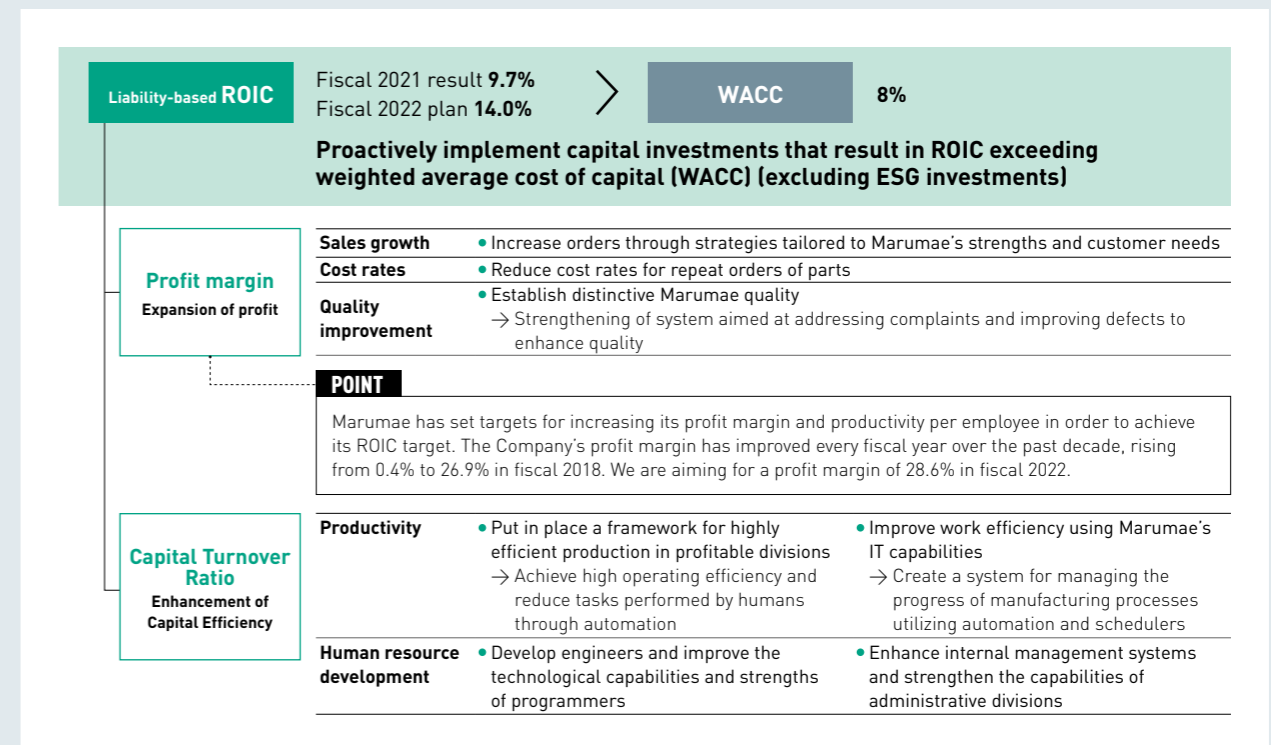 Liability-based ROIC
Fiscal 2021 result 9.7%
Fiscal 2022 plan 14.0%
WACC
8%
Proactively implement capital investments that result in ROIC exceeding
weighted average cost of capital (WACC) (excluding ESG investments)
Profit margin
Expansion of profit
Sales growth
• Increase orders through strategies tailored to Marumae's strengths and customer needs
Cost rates
• Reduce cost rates for repeat orders of parts
Quality
improvement
• Establish distinctive Marumae quality
→ Strengthening of system aimed at addressing complaints and improving defects to
enhance quality
POINT
Marumae has set targets for increasing its profit margin and productivity per employee in order to achieve
its ROIC target. The Company's profit margin has improved every fiscal year over the past decade, rising
from 0.4% to 26.9% in fiscal 2018. We are aiming for a profit margin of 28.6% in fiscal 2022.
Capital Turnover
Ratio
Enhancement of
Capital Efficiency
Productivity
• Put in place a framework for highly
efficient production in profitable divisions
→ Achieve high operating efficiency and
reduce tasks performed by humans
through automation
• Improve work efficiency using Marumae's
IT capabilities
→ Create a system for managing the
progress of manufacturing processes
utilizing automation and schedulers
Human resource
development
• Develop engineers and improve the
technological capabilities and strengths
of programmers
• Enhance internal management systems
and strengthen the capabilities of
administrative divisions